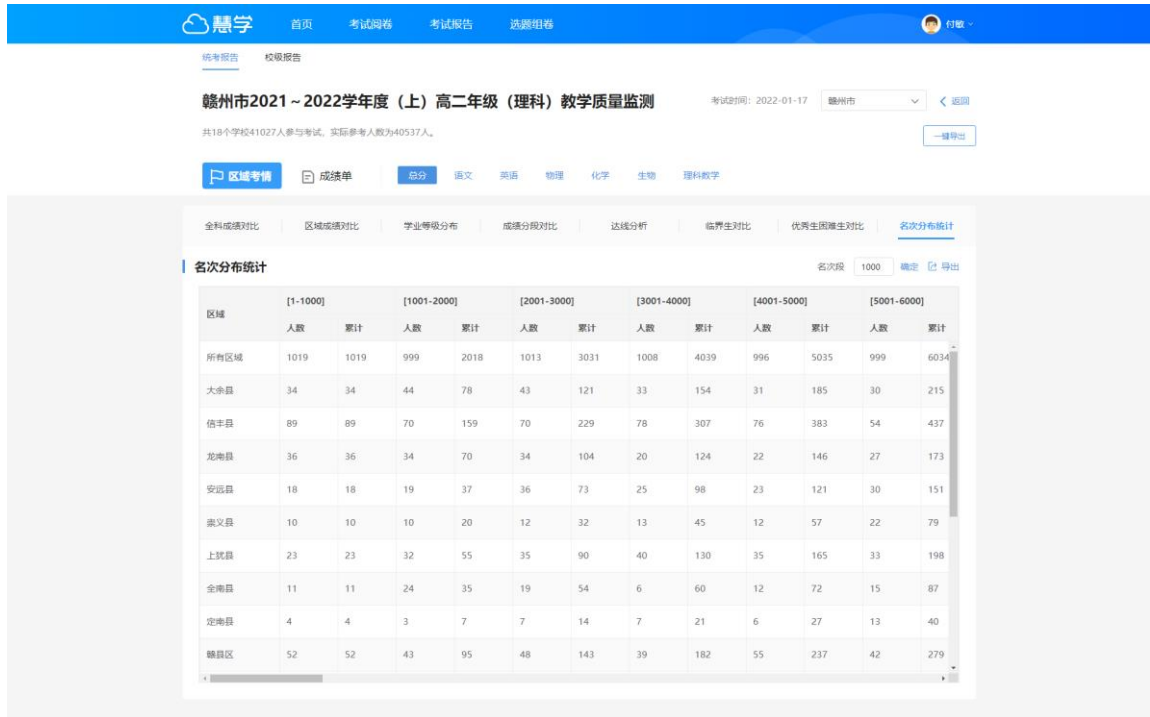 慧学 首页 考试阅卷 考试报告 选题组卷 付敏
统考报告 校级报告
赣州市2021～2022学年度（上）高二年级（理科）教学质量监测 考试时间：2022-01-17 赣州市 返回
共18个学校41027人参与考试，实际参考人数为40537人。 一键导出
区域考情 成绩单 总分 语文 英语 物理 化学 生物 理科数学
全科成绩对比 区域成绩对比 学业等级分布 成绩分段对比 达线分析 临界生对比 优秀生困难生对比 名次分布统计
名次分布统计 名次段 1000 确定 导出
区域 [1-1000] [1001-2000] [2001-3000] [3001-4000] [4001-5000] [5001-6000]
人数 累计 人数 累计 人数 累计 人数 累计 人数 累计 人数 累计
所有区域 1019 1019 999 2018 1013 3031 1008 4039 996 5035 999 6034
大余县 34 34 44 78 43 121 33 154 31 185 30 215
信丰县 89 89 70 159 70 229 78 307 76 383 54 437
龙南县 36 36 34 70 34 104 20 124 22 146 27 173
安远县 18 18 19 37 36 73 25 98 23 121 30 151
崇义县 10 10 10 20 12 32 13 45 12 57 22 79
上犹县 23 23 32 55 35 90 40 130 35 165 33 198
全南县 11 11 24 35 19 54 6 60 12 72 15 87
定南县 4 4 3 7 7 14 7 21 6 27 13 40
赣县区 52 52 43 95 48 143 39 182 55 237 42 279